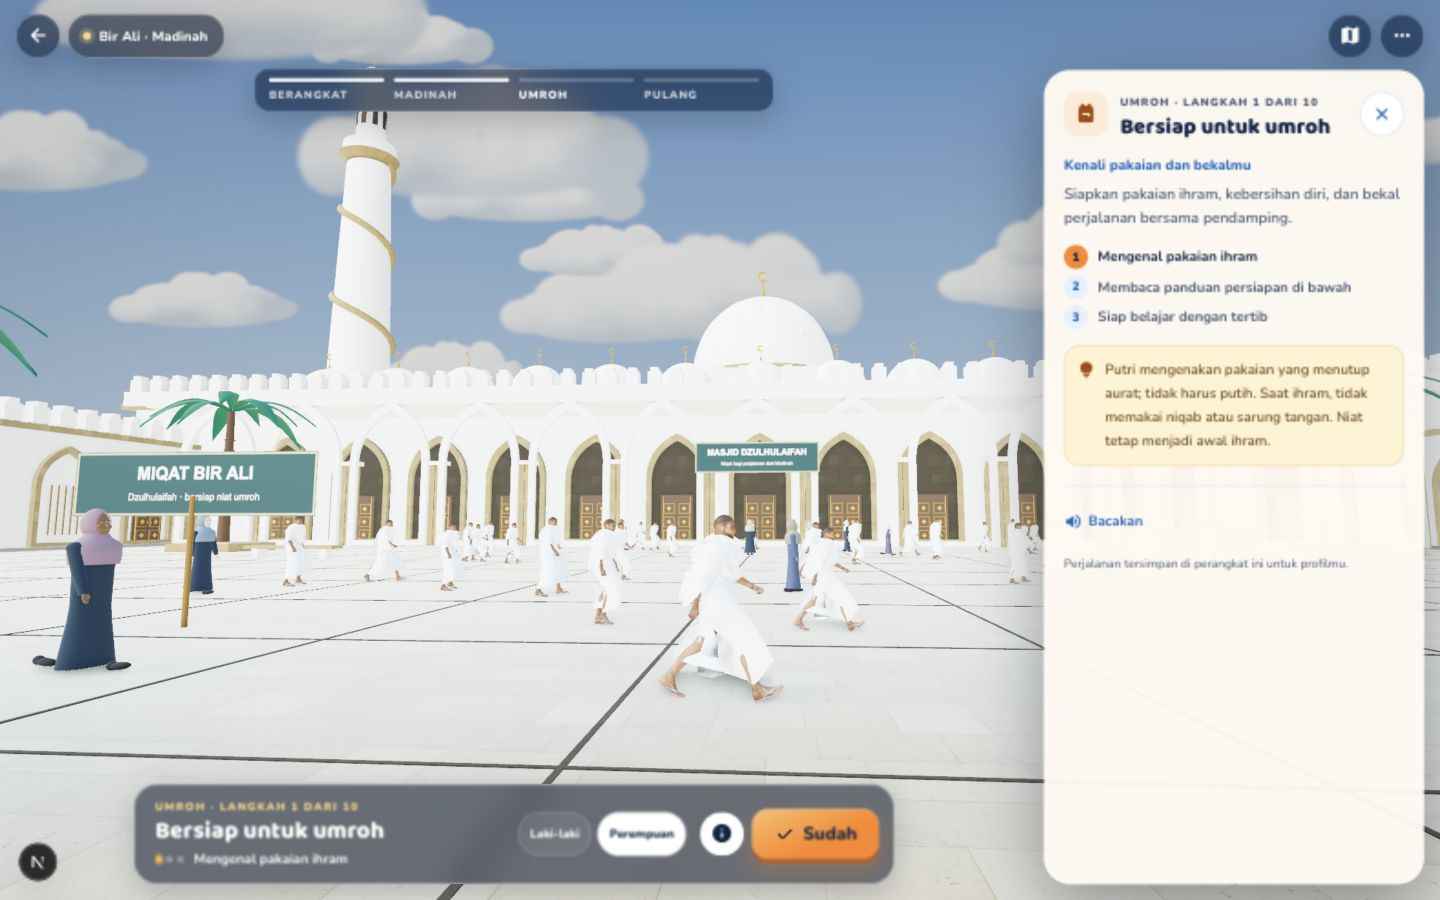 Bir Ali · Madinah
BERANGKAT MADINAH UMROH PULANG
UMROH · LANGKAH 1 DARI 10
Bersiap untuk umroh
Kenali pakaian dan bekalmu
Siapkan pakaian ihram, kebersihan diri, dan bekal
perjalanan bersama pendamping.
1 Mengenal pakaian ihram
2 Membaca panduan persiapan di bawah
3 Siap belajar dengan tertib
Putri mengenakan pakaian yang menutup
aurat; tidak harus putih. Saat ihram, tidak
memakai niqab atau sarung tangan. Niat
tetap menjadi awal ihram.
Bacakan
Perjalanan tersimpan di perangkat ini untuk profilmu.
MIQAT BIR ALI
Dzulhulaifah · bersiap niat umroh
MASJID DZULHULAIFAH
Miqat bagi perjalanan dari Madinah
UMROH · LANGKAH 1 DARI 10
Bersiap untuk umroh
Mengenal pakaian ihram
Laki-laki
Perempuan
Sudah
N